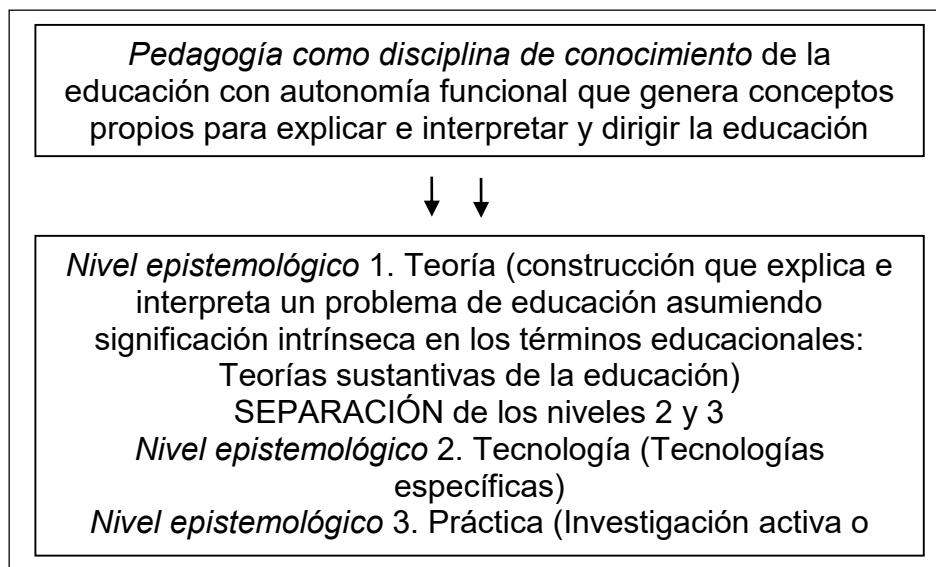 Pedagogía como disciplina de conocimiento de la
educación con autonomía funcional que genera conceptos
propios para explicar e interpretar y dirigir la educación
Nivel epistemológico 1. Teoría (construcción que explica e
interpreta un problema de educación asumiendo
significación intrínseca en los términos educacionales:
Teorías sustantivas de la educación)
SEPARACIÓN de los niveles 2 y 3
Nivel epistemológico 2. Tecnología (Tecnologías
específicas)
Nivel epistemológico 3. Práctica (Investigación activa o